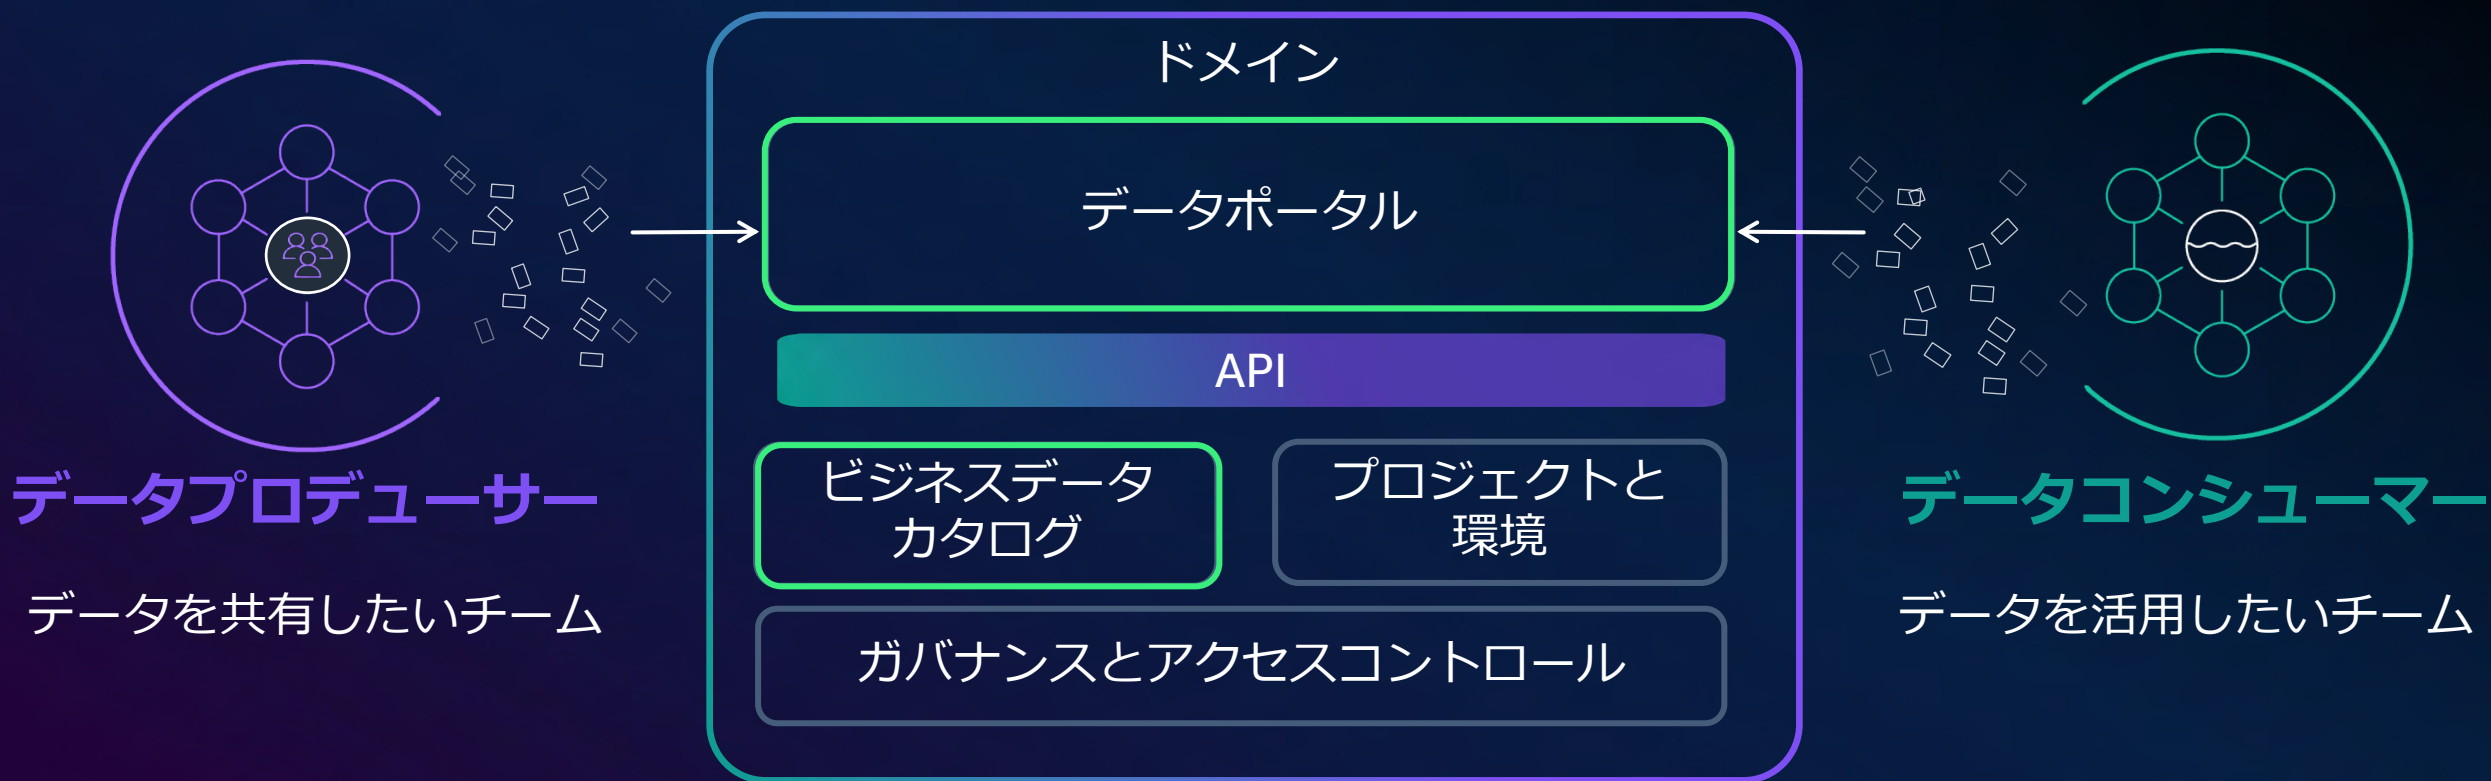 ドメイン
データポータル
API
ビジネスデータ
カタログ
プロジェクトと
環境
ガバナンスとアクセスコントロール
データプロデューサー
データを共有したいチーム
データコンシューマー
データを活用したいチーム